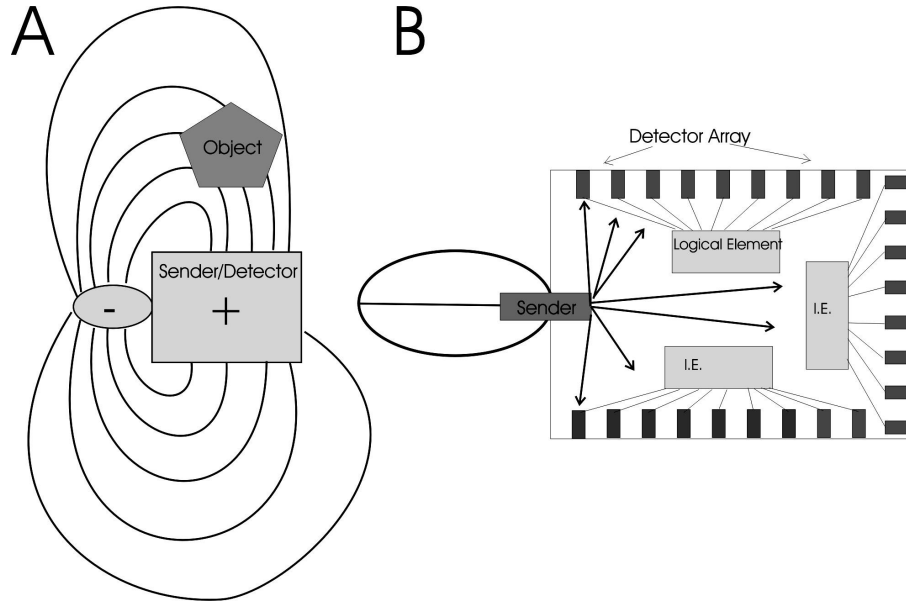 A
Object
Sender/Detector
-
+
B
Detector Array
Logical Element
Sender
I.E.
I.E.